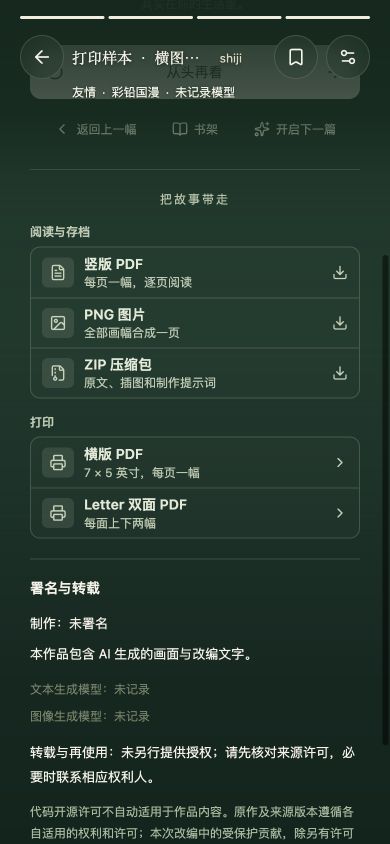 其实在你的生活里。
打印样本 · 横图… shiji
从头再看
友情 · 彩铅国漫 · 未记录模型
返回上一幅 书架 开启下一篇
把故事带走
阅读与存档
竖版 PDF
每页一幅，逐页阅读
PNG 图片
全部画幅合成一页
ZIP 压缩包
原文、插图和制作提示词
打印
横版 PDF
7 × 5 英寸，每页一幅
Letter 双面 PDF
每面上下两幅
署名与转载
制作：未署名
本作品包含 AI 生成的画面与改编文字。
文本生成模型：未记录
图像生成模型：未记录
转载与再使用：未另行提供授权；请先核对来源许可，必
要时联系相应权利人。
代码开源许可不自动适用于作品内容。原作及来源版本遵循各
自适用的权利和许可；本次改编中的受保护贡献，除另有许可